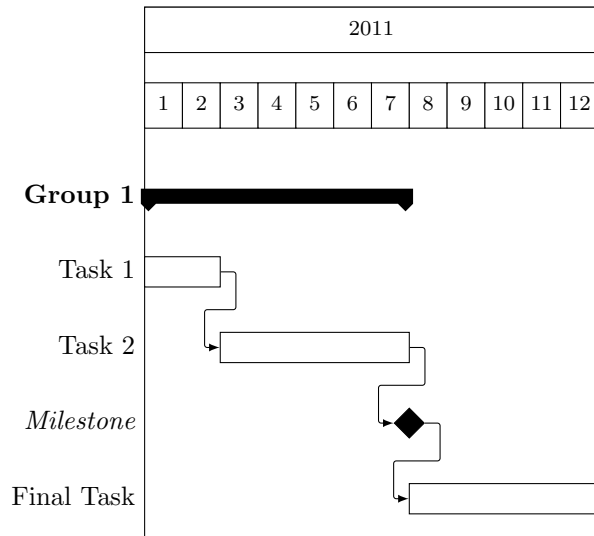 2011
1 2 3 4 5 6 7 8 9 10 11 12
Group 1
Task 1
Task 2
Milestone
Final Task